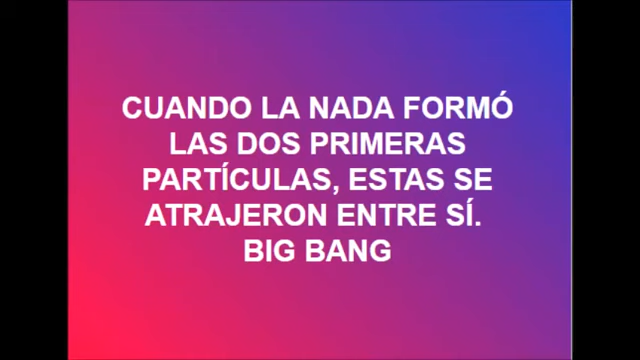 CUANDO LA NADA FORMÓ
LAS DOS PRIMERAS
PARTÍCULAS, ESTAS SE
ATRAJERON ENTRE SÍ.
BIG BANG